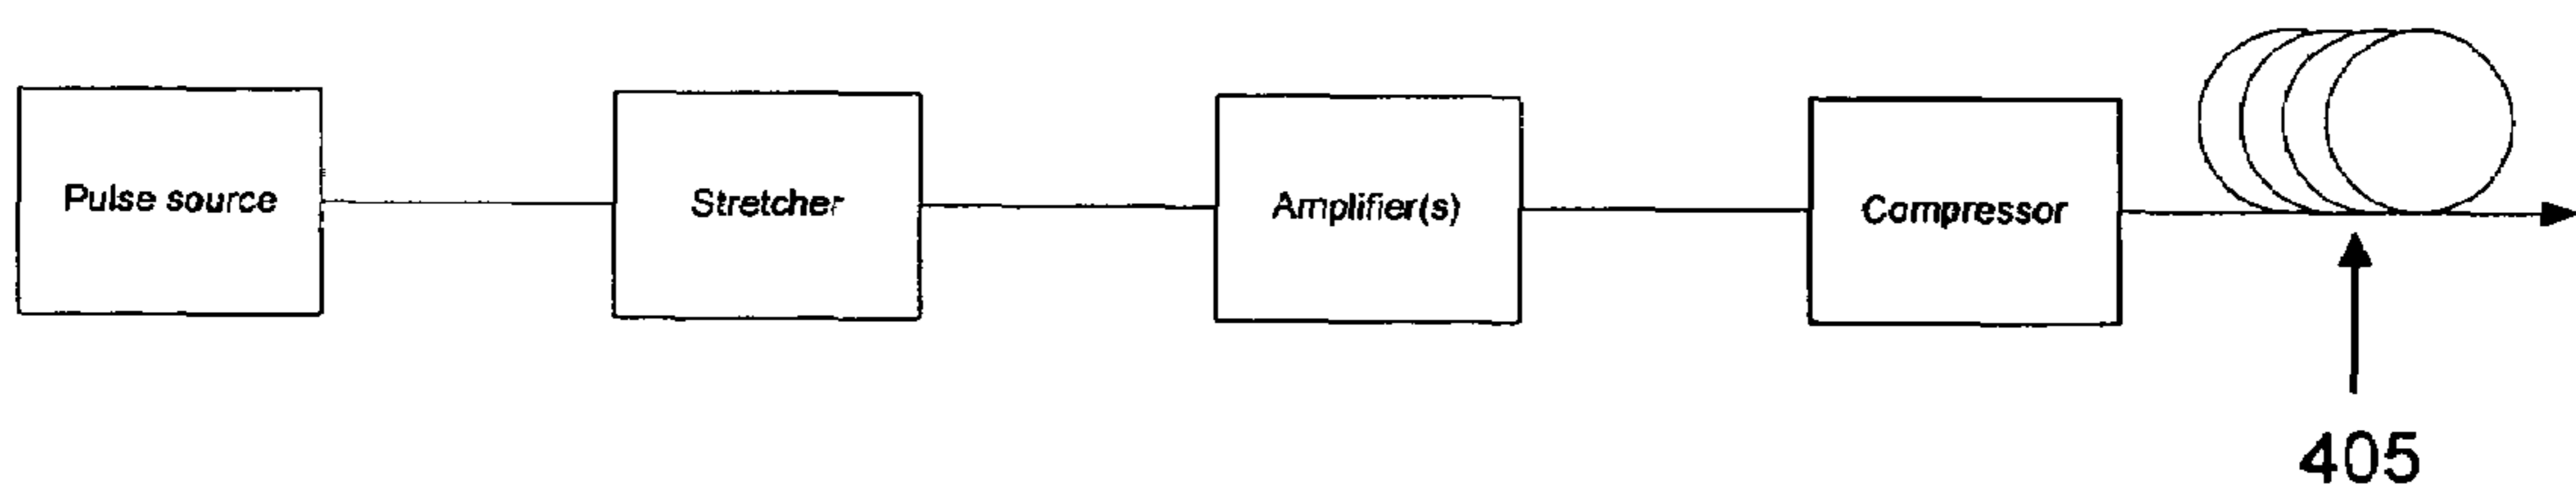 Pulse source
Stretcher
Amplifier(s)
Compressor
405